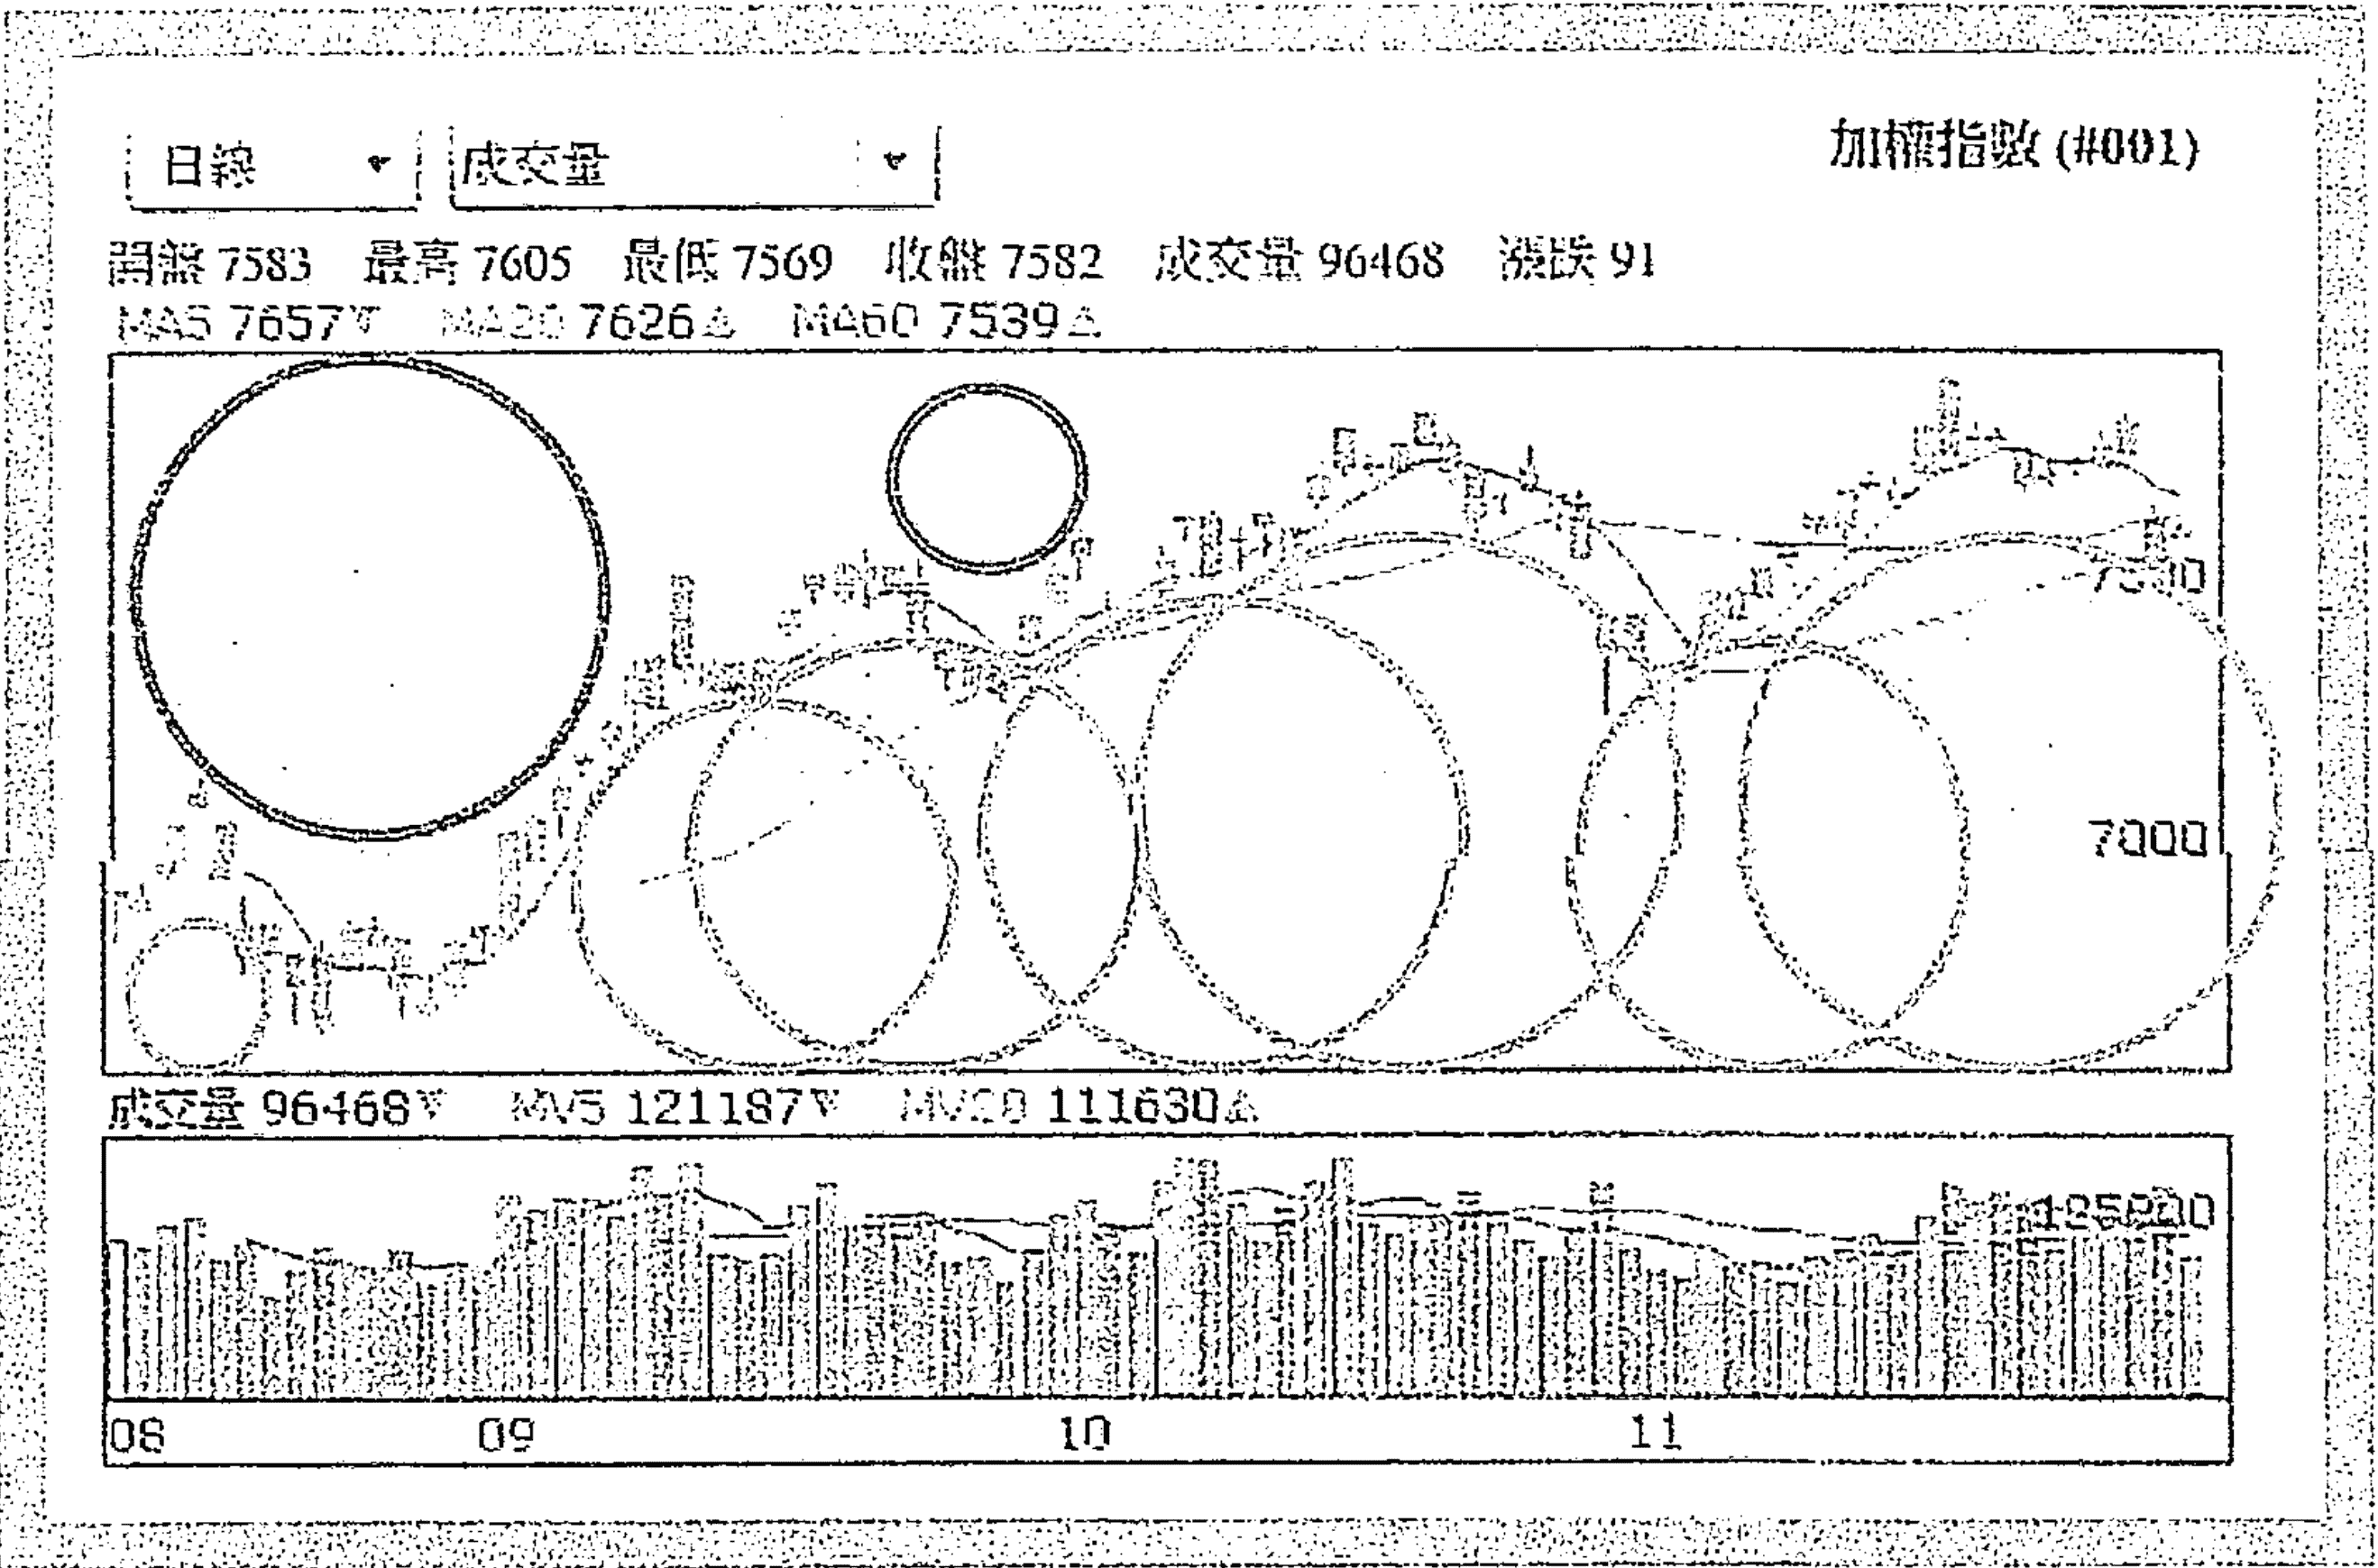 日線 成交量 加權指數 (#001)
開盤 7583 最高 7605 最低 7569 收盤 7582 成交量 96468 漲跌 91
MA5 7657▽ MA20 7626△ MA60 7539△
7000
成交量 96468▽ MV5 121187▽ MV20 111630△
08 09 10 11